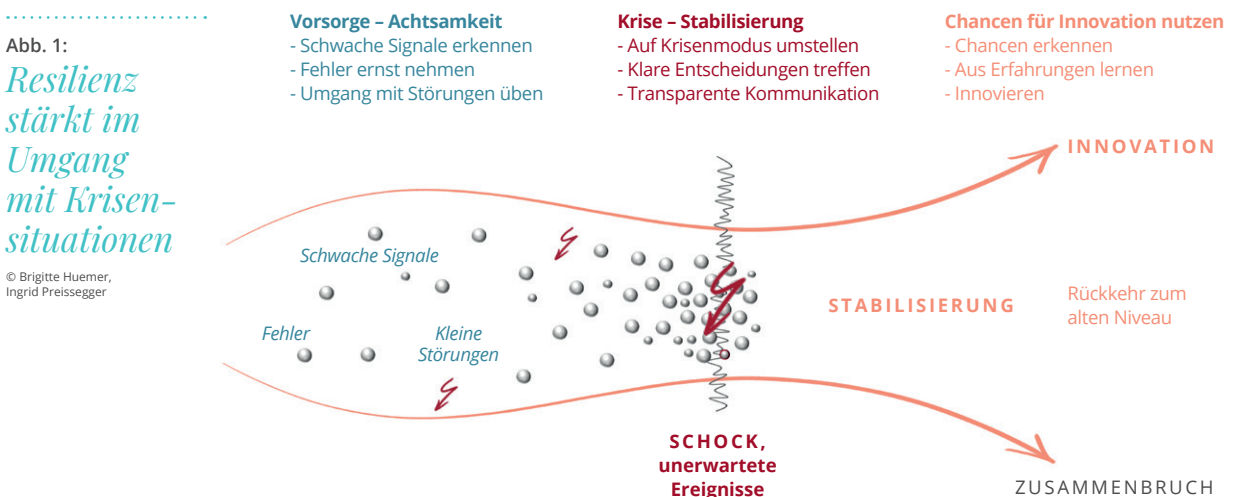 Abb. 1:
Resilienz
stärkt im
Umgang
mit Krisen-
situationen
© Brigitte Huemer,
Ingrid Preissegger
Vorsorge – Achtsamkeit
- Schwache Signale erkennen
- Fehler ernst nehmen
- Umgang mit Störungen üben
Krise – Stabilisierung
- Auf Krisenmodus umstellen
- Klare Entscheidungen treffen
- Transparente Kommunikation
Chancen für Innovation nutzen
- Chancen erkennen
- Aus Erfahrungen lernen
- Innovieren
INNOVATION
Schwache Signale
Fehler
Kleine
Störungen
STABILISIERUNG
Rückkehr zum
alten Niveau
SCHOCK,
unerwartete
Ereignisse
ZUSAMMENBRUCH